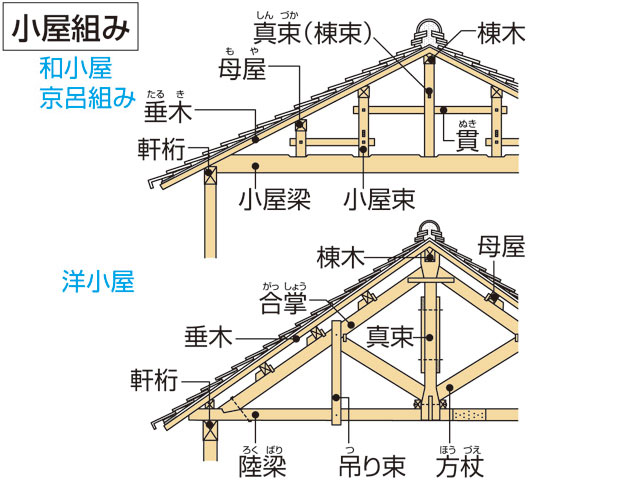 小屋組み
和小屋
京呂組み
しん づか
真束(棟束)
棟木
も や
母屋
たる き
垂木
ぬき
貫
軒桁
小屋梁
小屋束
洋小屋
棟木
母屋
がっしょう
合掌
垂木
真束
軒桁
ろく ばり
陸梁
つ
吊り束
ほう づえ
方杖